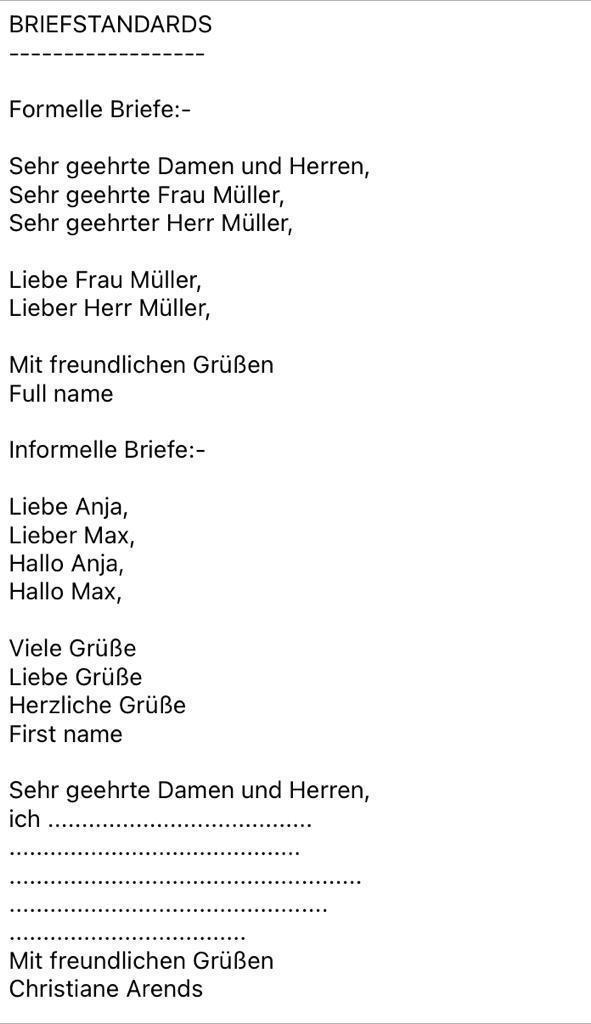 BRIEFSTANDARDS
------------------
Formelle Briefe:-
Sehr geehrte Damen und Herren,
Sehr geehrte Frau Müller,
Sehr geehrter Herr Müller,
Liebe Frau Müller,
Lieber Herr Müller,
Mit freundlichen Grüßen
Full name
Informelle Briefe:-
Liebe Anja,
Lieber Max,
Hallo Anja,
Hallo Max,
Viele Grüße
Liebe Grüße
Herzliche Grüße
First name
Sehr geehrte Damen und Herren,
ich .......................................
...........................................
....................................................
...............................................
...................................
Mit freundlichen Grüßen
Christiane Arends